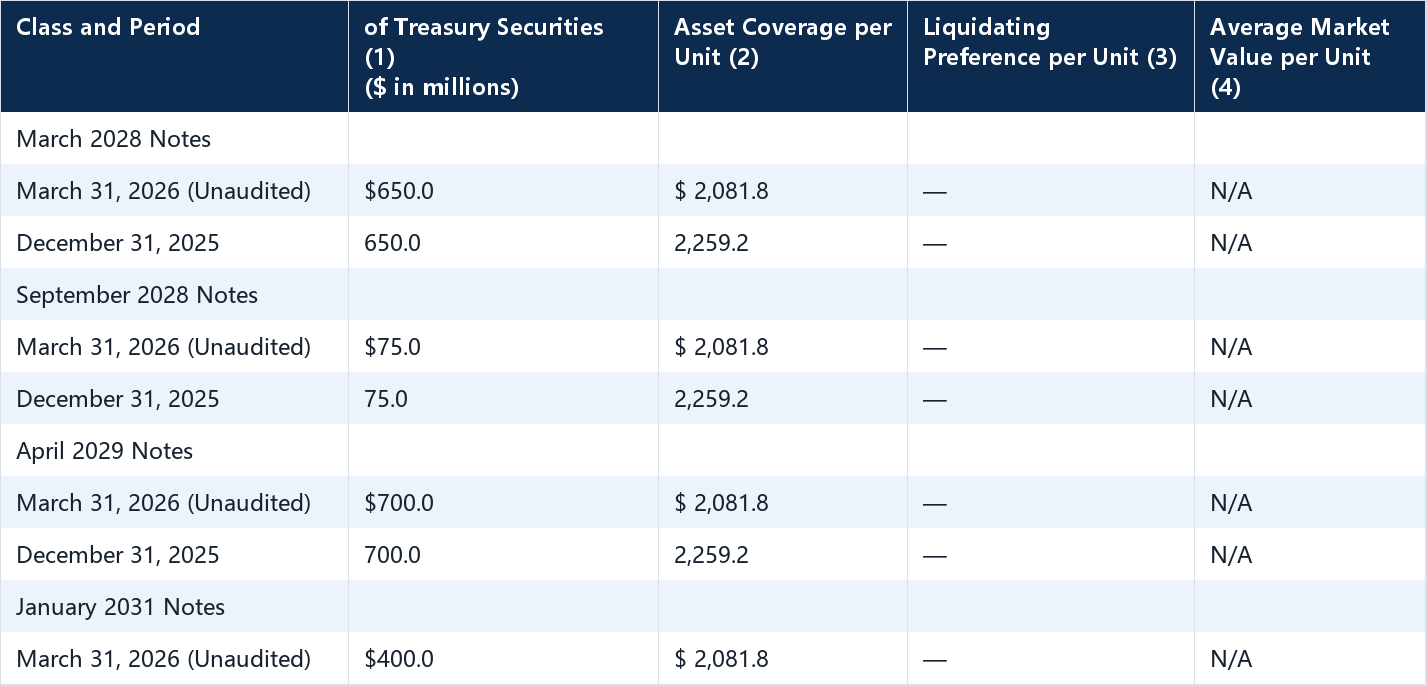 Class and Period | of Treasury Securities (1) ($ in millions) | Asset Coverage per Unit (2) | Liquidating Preference per Unit (3) | Average Market Value per Unit (4)
March 2028 Notes
March 31, 2026 (Unaudited) | $650.0 | $ 2,081.8 | — | N/A
December 31, 2025 | 650.0 | 2,259.2 | — | N/A
September 2028 Notes
March 31, 2026 (Unaudited) | $75.0 | $ 2,081.8 | — | N/A
December 31, 2025 | 75.0 | 2,259.2 | — | N/A
April 2029 Notes
March 31, 2026 (Unaudited) | $700.0 | $ 2,081.8 | — | N/A
December 31, 2025 | 700.0 | 2,259.2 | — | N/A
January 2031 Notes
March 31, 2026 (Unaudited) | $400.0 | $ 2,081.8 | — | N/A